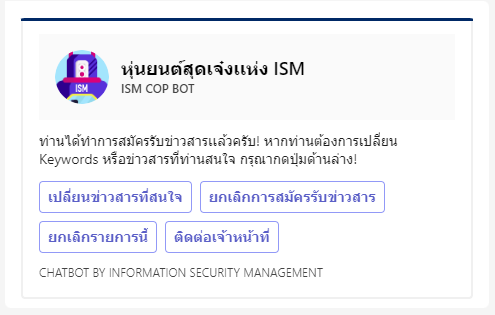 ISM
หุ่นยนต์สุดเจ๋งแห่ง ISM
ISM COP BOT
ท่านได้ทำการสมัครรับข่าวสารแล้วครับ! หากท่านต้องการเปลี่ยน
Keywords หรือข่าวสารที่ท่านสนใจ กรุณากดปุ่มด้านล่าง!
เปลี่ยนข่าวสารที่สนใจ ยกเลิกการสมัครรับข่าวสาร
ยกเลิกรายการนี้ ติดต่อเจ้าหน้าที่
CHATBOT BY INFORMATION SECURITY MANAGEMENT